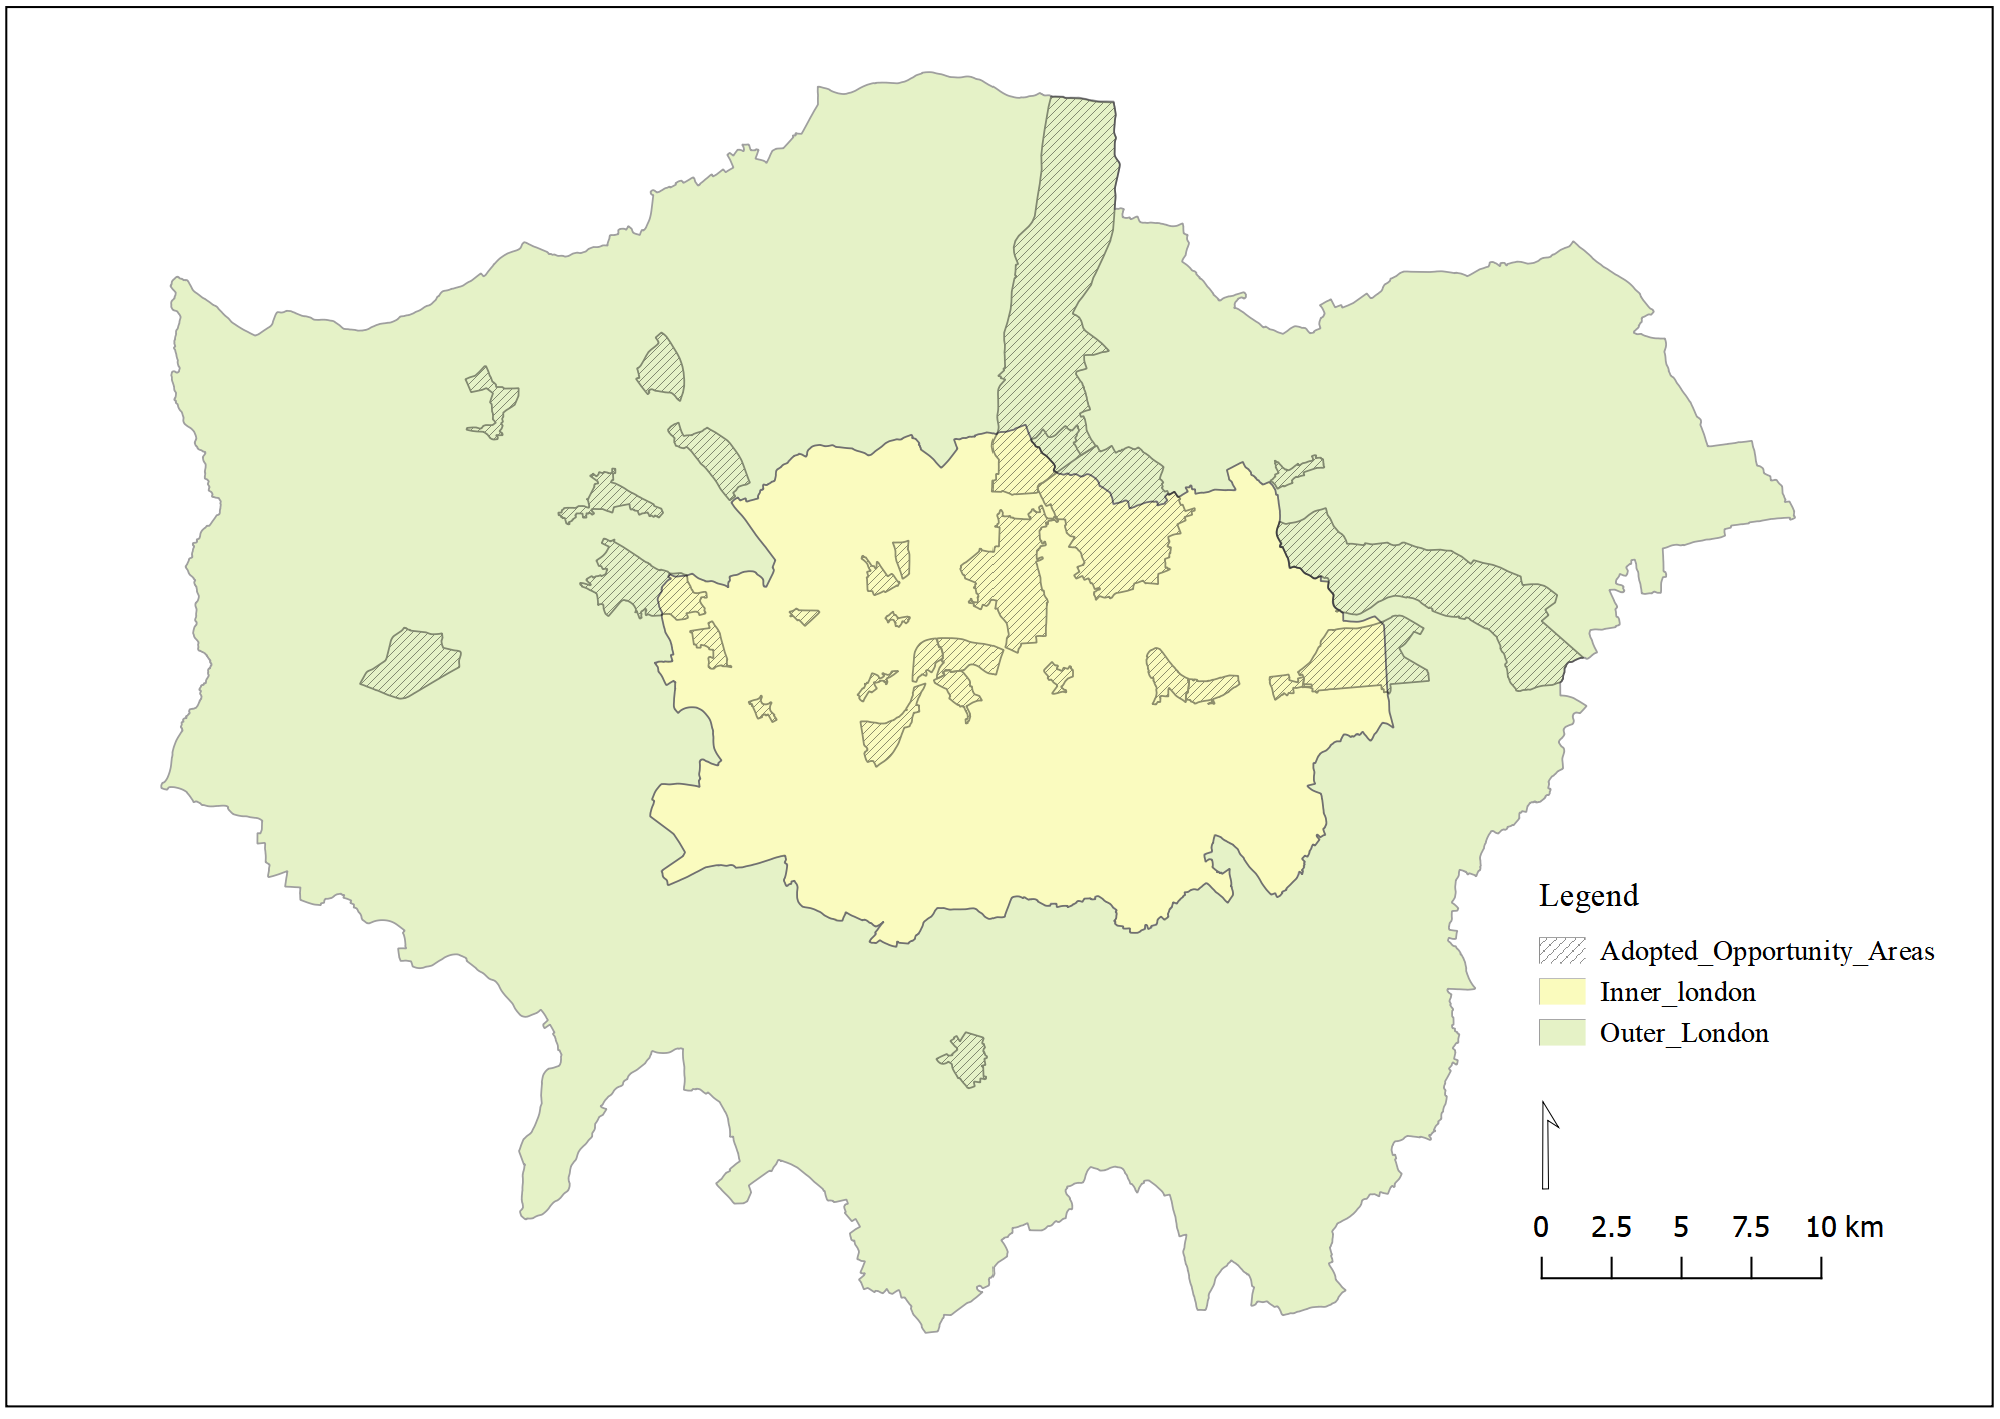 Legend
Adopted_Opportunity_Areas
Inner_london
Outer_London
0 2.5 5 7.5 10 km